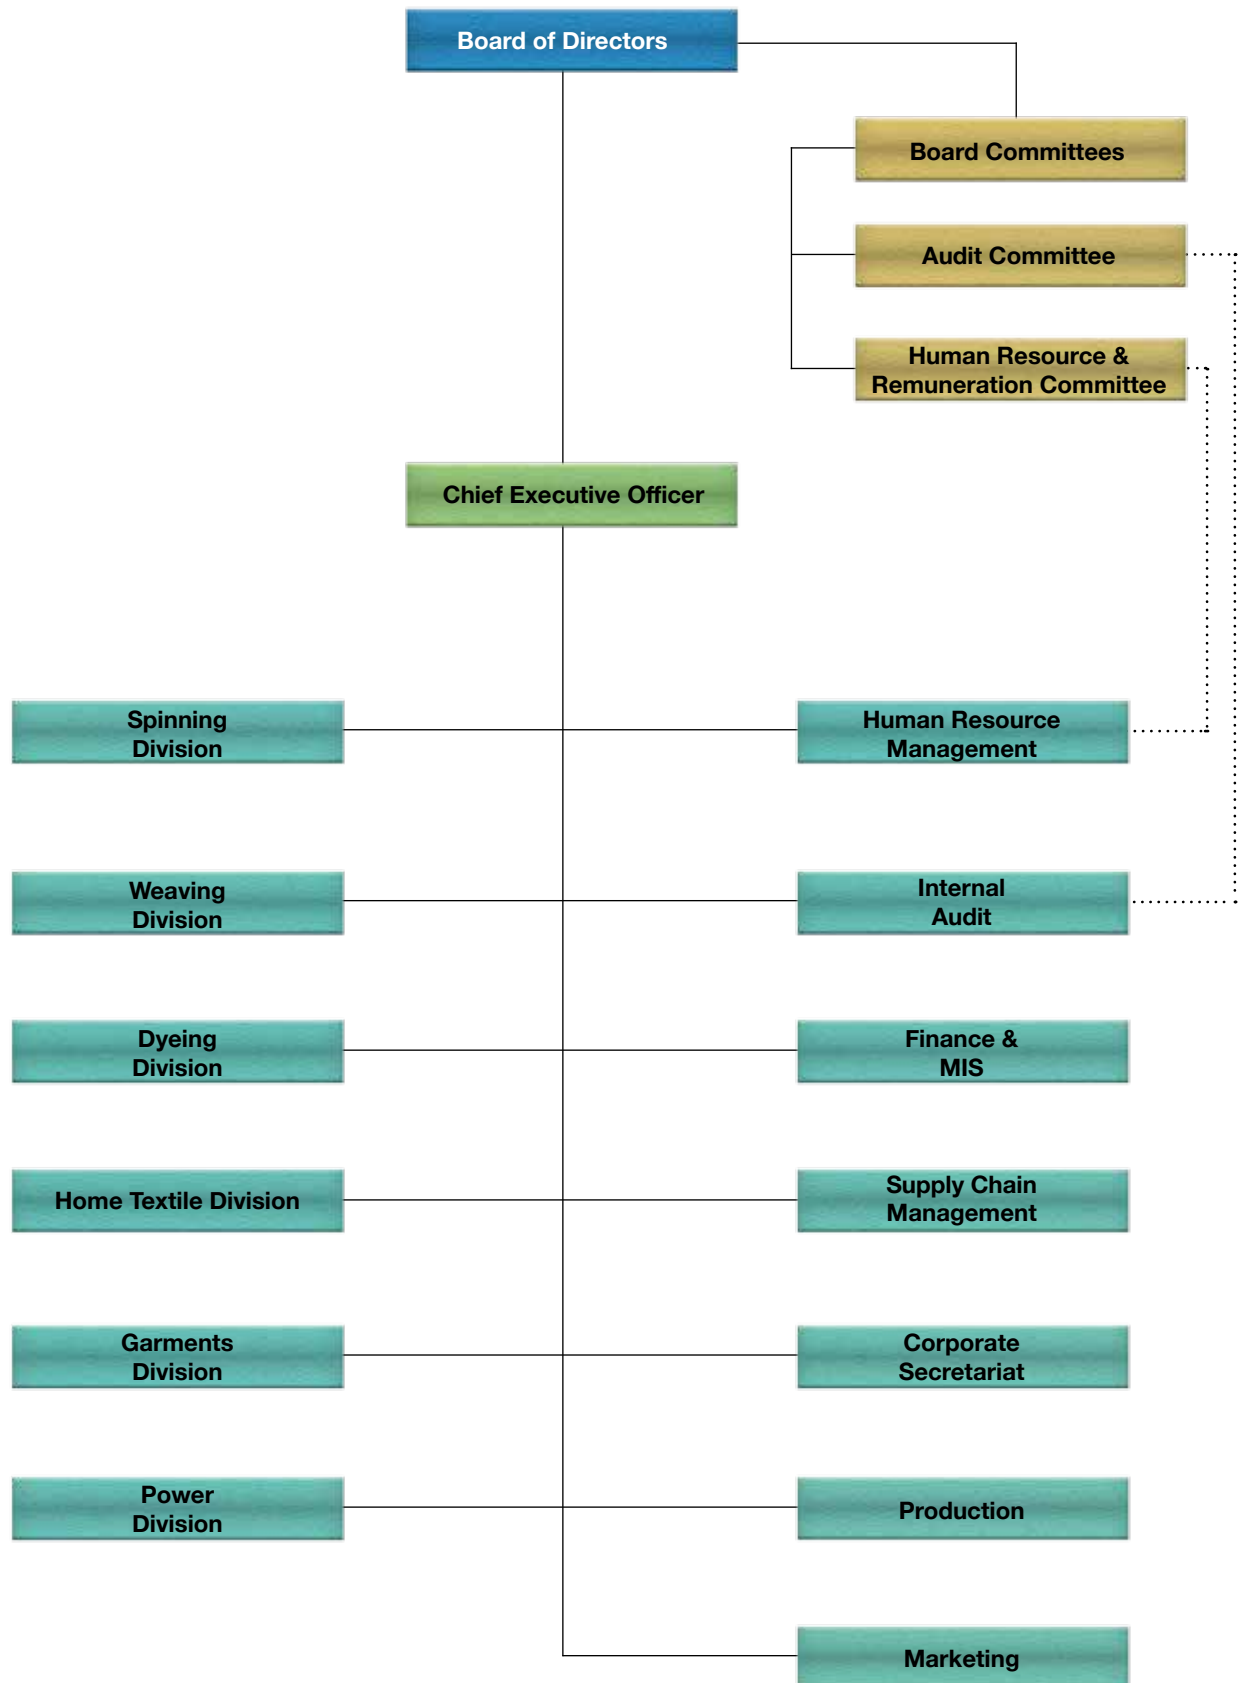 Board of Directors
Board Committees
Audit Committee
Human Resource &
Remuneration Committee
Chief Executive Officer
Spinning
Division
Human Resource
Management
Weaving
Division
Internal
Audit
Dyeing
Division
Finance &
MIS
Home Textile Division
Supply Chain
Management
Garments
Division
Corporate
Secretariat
Power
Division
Production
Marketing